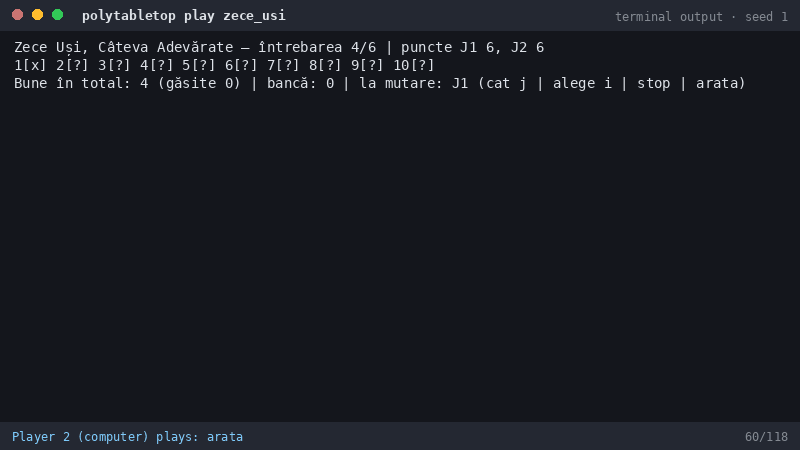 polytabletop play zece_usi
terminal output · seed 1
Zece Uși, Câteva Adevărate — întrebarea 4/6 | puncte J1 6, J2 6
1[x] 2[?] 3[?] 4[?] 5[?] 6[?] 7[?] 8[?] 9[?] 10[?]
Bune în total: 4 (găsite 0) | bancă: 0 | la mutare: J1 (cat j | alege i | stop | arata)
Player 2 (computer) plays: arata
60/118